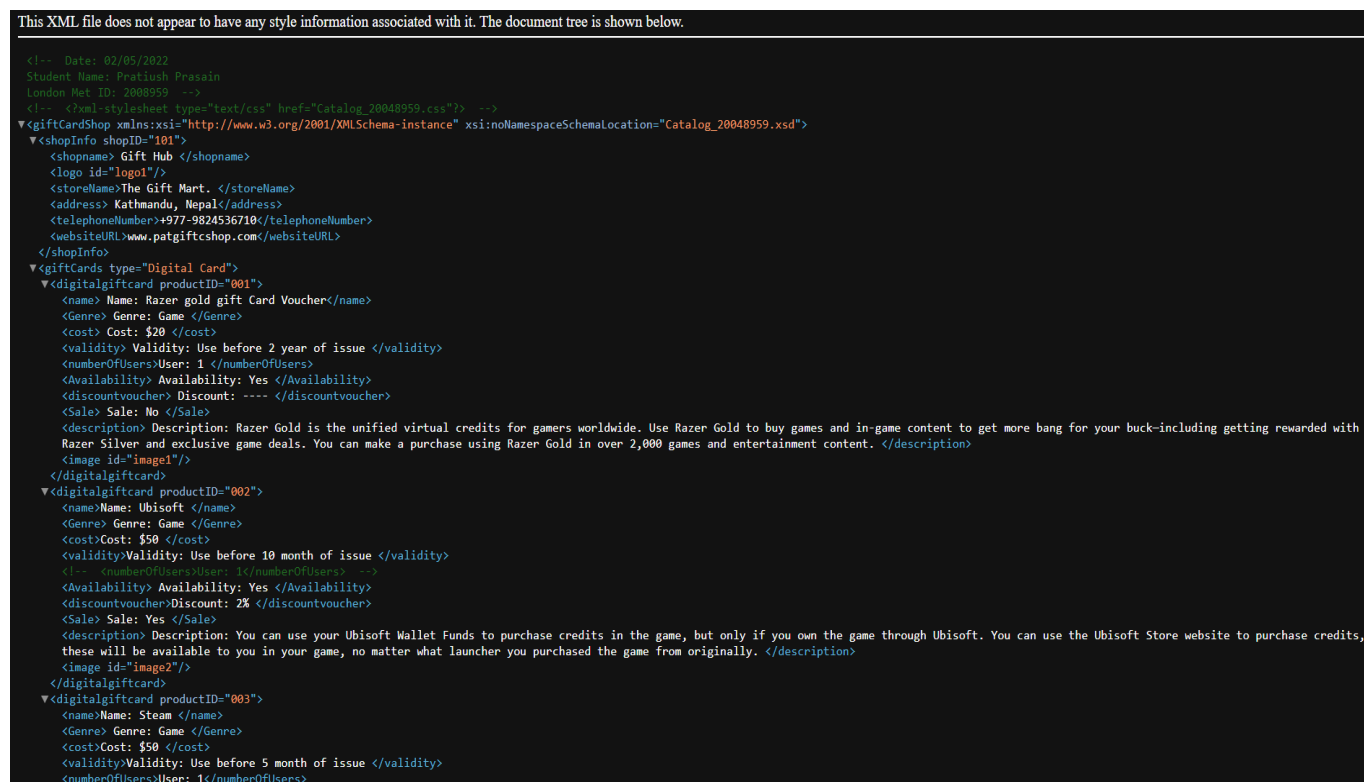 This XML file does not appear to have any style information associated with it. The document tree is shown below.
<!-- Date: 02/05/2022
Student Name: Pratiush Prasain
London Met ID: 2008959 -->
<!-- <?xml-stylesheet type="text/css" href="Catalog_20048959.css"?> -->
▼<giftCardShop xmlns:xsi="http://www.w3.org/2001/XMLSchema-instance" xsi:noNamespaceSchemaLocation="Catalog_20048959.xsd">
▼<shopInfo shopID="101">
<shopname> Gift Hub </shopname>
<logo id="logo1"/>
<storeName>The Gift Mart. </storeName>
<address> Kathmandu, Nepal</address>
<telephoneNumber>+977-9824536710</telephoneNumber>
<websiteURL>www.patgiftcshop.com</websiteURL>
</shopInfo>
▼<giftCards type="Digital Card">
▼<digitalgiftcard productID="001">
<name> Name: Razer gold gift Card Voucher</name>
<Genre> Genre: Game </Genre>
<cost> Cost: $20 </cost>
<validity> Validity: Use before 2 year of issue </validity>
<numberOfUsers>User: 1 </numberOfUsers>
<Availability> Availability: Yes </Availability>
<discountvoucher> Discount: ---- </discountvoucher>
<Sale> Sale: No </Sale>
<description> Description: Razer Gold is the unified virtual credits for gamers worldwide. Use Razer Gold to buy games and in-game content to get more bang for your buck—including getting rewarded with
Razer Silver and exclusive game deals. You can make a purchase using Razer Gold in over 2,000 games and entertainment content. </description>
<image id="image1"/>
</digitalgiftcard>
▼<digitalgiftcard productID="002">
<name>Name: Ubisoft </name>
<Genre> Genre: Game </Genre>
<cost>Cost: $50 </cost>
<validity>Validity: Use before 10 month of issue </validity>
<!-- <numberOfUsers>User: 1</numberOfUsers> -->
<Availability> Availability: Yes </Availability>
<discountvoucher>Discount: 2% </discountvoucher>
<Sale> Sale: Yes </Sale>
<description> Description: You can use your Ubisoft Wallet Funds to purchase credits in the game, but only if you own the game through Ubisoft. You can use the Ubisoft Store website to purchase credits,
these will be available to you in your game, no matter what launcher you purchased the game from originally. </description>
<image id="image2"/>
</digitalgiftcard>
▼<digitalgiftcard productID="003">
<name>Name: Steam </name>
<Genre> Genre: Game </Genre>
<cost>Cost: $50 </cost>
<validity>Validity: Use before 5 month of issue </validity>
<numberOfUsers>User: 1</numberOfUsers>